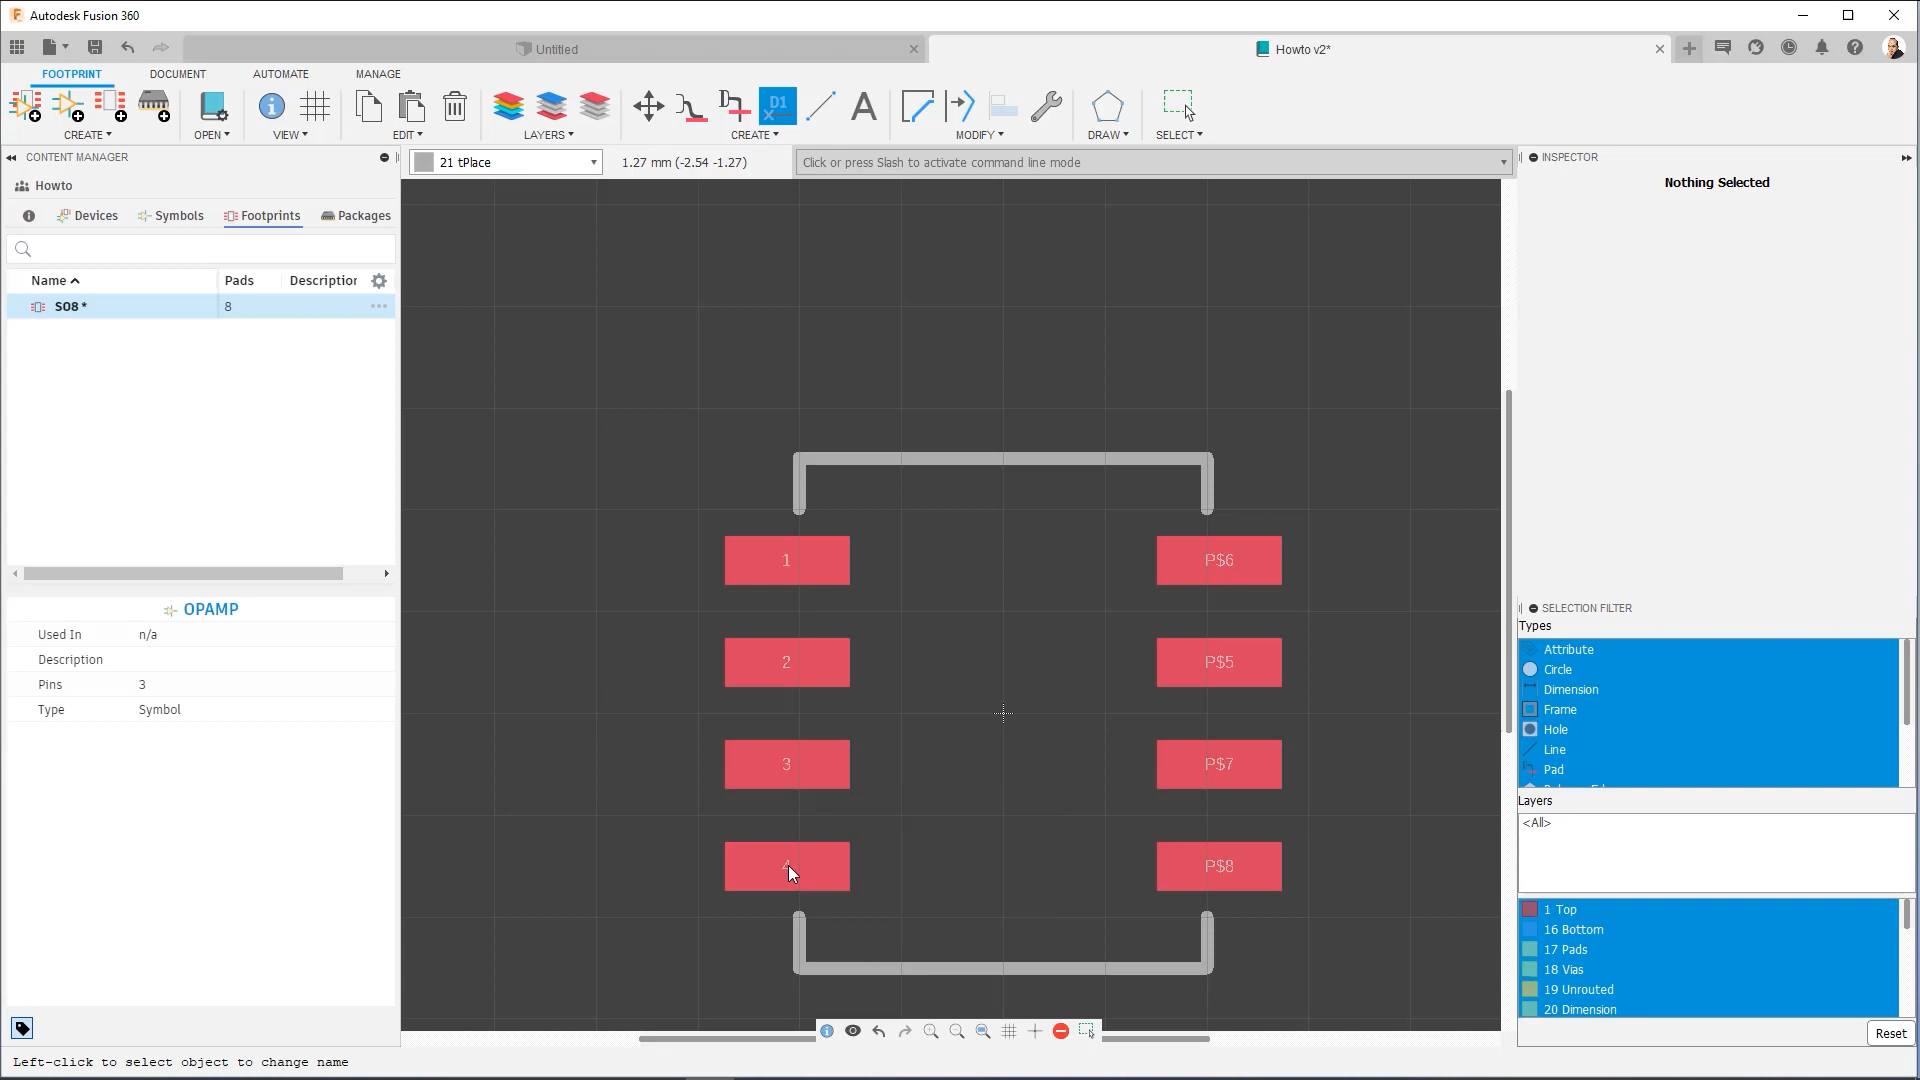 Autodesk Fusion 360
Untitled
Howto v2*
FOOTPRINT DOCUMENT AUTOMATE MANAGE
D1
CREATE OPEN VIEW EDIT LAYERS CREATE MODIFY DRAW SELECT
CONTENT MANAGER
21 tPlace
1.27 mm (-2.54 -1.27)
Click or press Slash to activate command line mode
INSPECTOR
Nothing Selected
Howto
Devices Symbols Footprints Packages
Name Pads Description
S08 * 8
OPAMP
Used In n/a
Description
Pins 3
Type Symbol
1 P$6
2 P$5
3 P$7
4 P$8
SELECTION FILTER
Types
Attribute
Circle
Dimension
Frame
Hole
Line
Pad
Layers
<All>
1 Top
16 Bottom
17 Pads
18 Vias
19 Unrouted
20 Dimension
Reset
Left-click to select object to change name